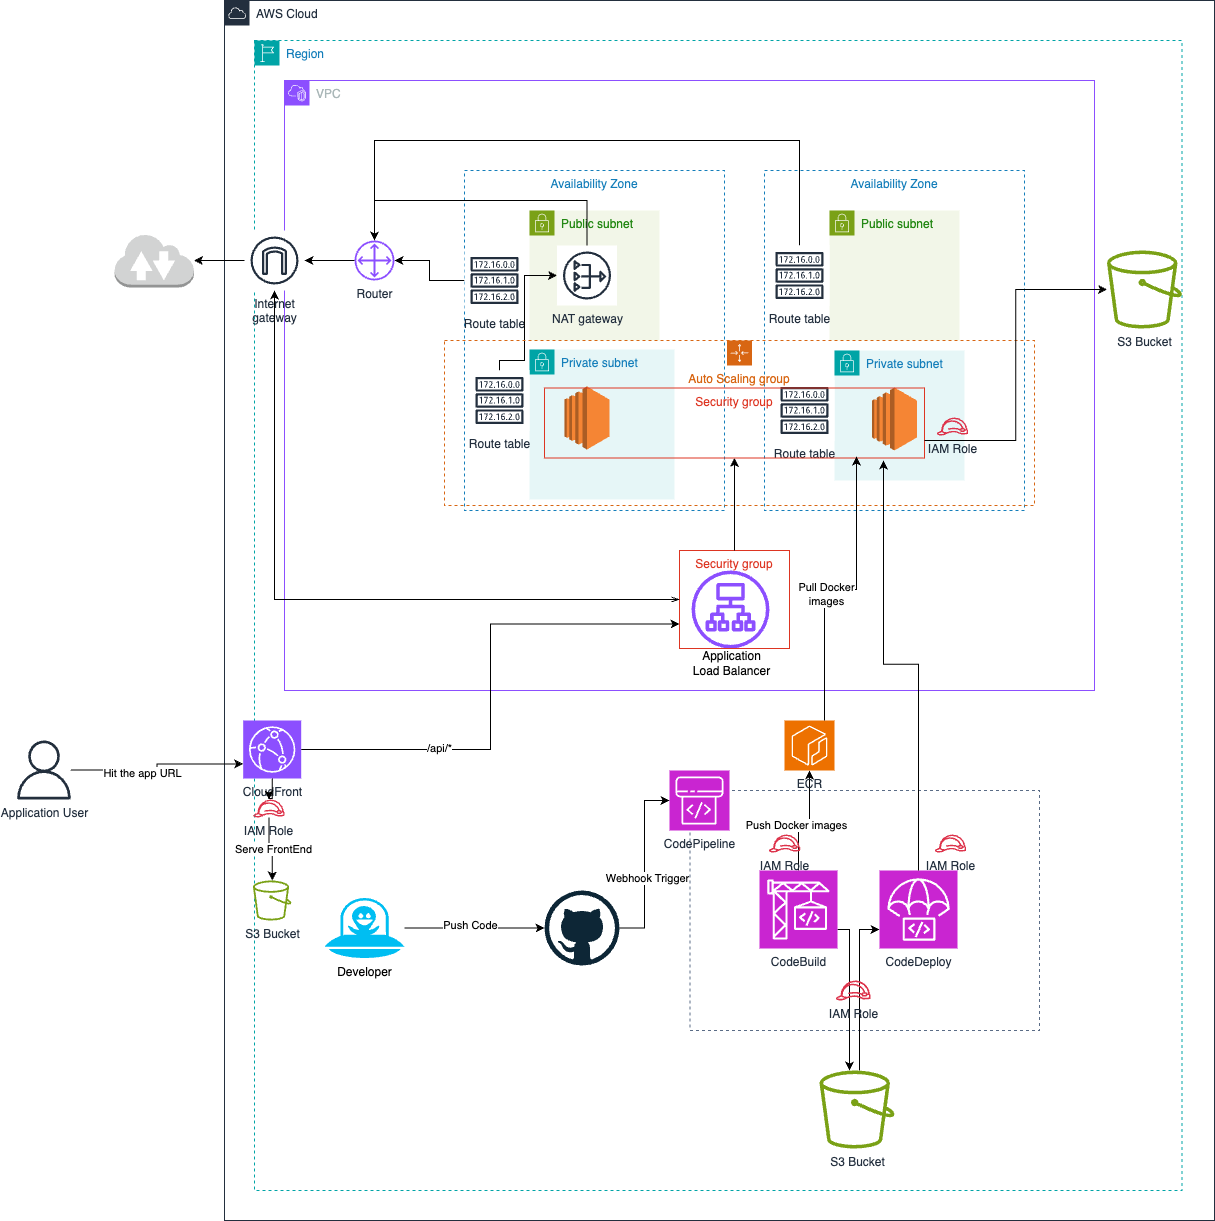 AWS Cloud
Region
VPC
Availability Zone
Availability Zone
Public subnet
Public subnet
172.16.0.0
172.16.1.0
172.16.2.0
Route table
NAT gateway
172.16.0.0
172.16.1.0
172.16.2.0
Route table
Router
Internet
gateway
S3 Bucket
Private subnet
Private subnet
Auto Scaling group
Security group
172.16.0.0
172.16.1.0
172.16.2.0
Route table
172.16.0.0
172.16.1.0
172.16.2.0
Route table
IAM Role
Security group
Application
Load Balancer
Pull Docker
images
Hit the app URL
Application User
/api/*
CloudFront
IAM Role
Serve FrontEnd
S3 Bucket
ECR
Push Docker images
CodePipeline
Webhook Trigger
IAM Role
IAM Role
Push Code
Developer
CodeBuild
CodeDeploy
IAM Role
S3 Bucket